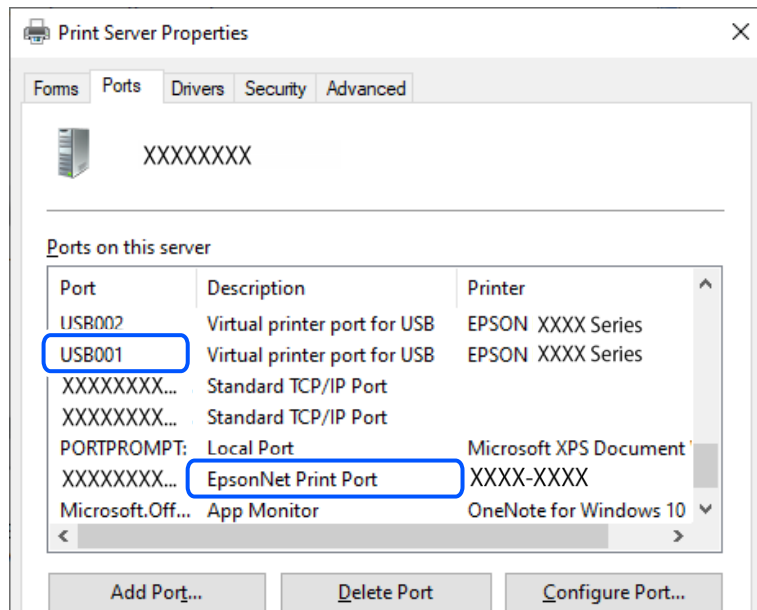 Print Server Properties
Forms Ports Drivers Security Advanced
XXXXXXXX
Ports on this server
Port Description Printer
USB002 Virtual printer port for USB EPSON XXXX Series
USB001 Virtual printer port for USB EPSON XXXX Series
XXXXXXXX... Standard TCP/IP Port
XXXXXXXX... Standard TCP/IP Port
PORTPROMPT: Local Port Microsoft XPS Document
XXXXXXXX... EpsonNet Print Port XXXX-XXXX
Microsoft.Off... App Monitor OneNote for Windows 10
Add Port... Delete Port Configure Port...